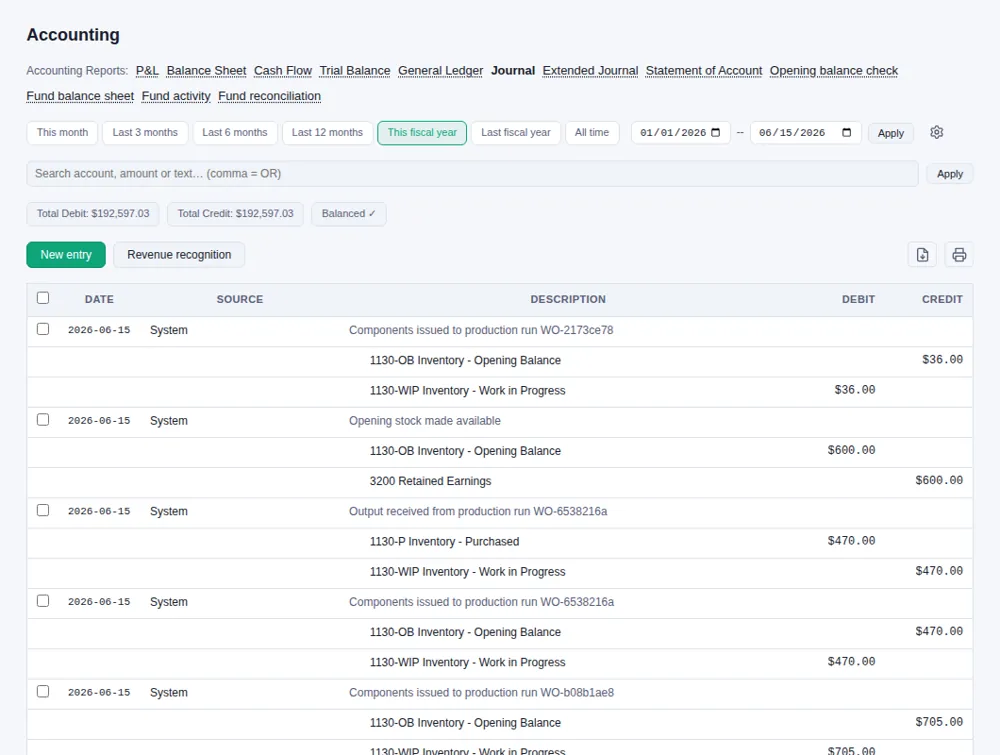 Accounting
Accounting Reports: P&L Balance Sheet Cash Flow Trial Balance General Ledger Journal Extended Journal Statement of Account Opening balance check
Fund balance sheet Fund activity Fund reconciliation
This month Last 3 months Last 6 months Last 12 months This fiscal year Last fiscal year All time 01/01/2026 – 06/15/2026 Apply
Search account, amount or text… (comma = OR) Apply
Total Debit: $192,597.03 Total Credit: $192,597.03 Balanced ✓
New entry Revenue recognition
DATE SOURCE DESCRIPTION DEBIT CREDIT
2026-06-15 System Components issued to production run WO-2173ce78
1130-OB Inventory - Opening Balance $36.00
1130-WIP Inventory - Work in Progress $36.00
2026-06-15 System Opening stock made available
1130-OB Inventory - Opening Balance $600.00
3200 Retained Earnings $600.00
2026-06-15 System Output received from production run WO-6538216a
1130-P Inventory - Purchased $470.00
1130-WIP Inventory - Work in Progress $470.00
2026-06-15 System Components issued to production run WO-6538216a
1130-OB Inventory - Opening Balance $470.00
1130-WIP Inventory - Work in Progress $470.00
2026-06-15 System Components issued to production run WO-b08b1ae8
1130-OB Inventory - Opening Balance $705.00
1130-WIP Inventory - Work in Progress $705.00